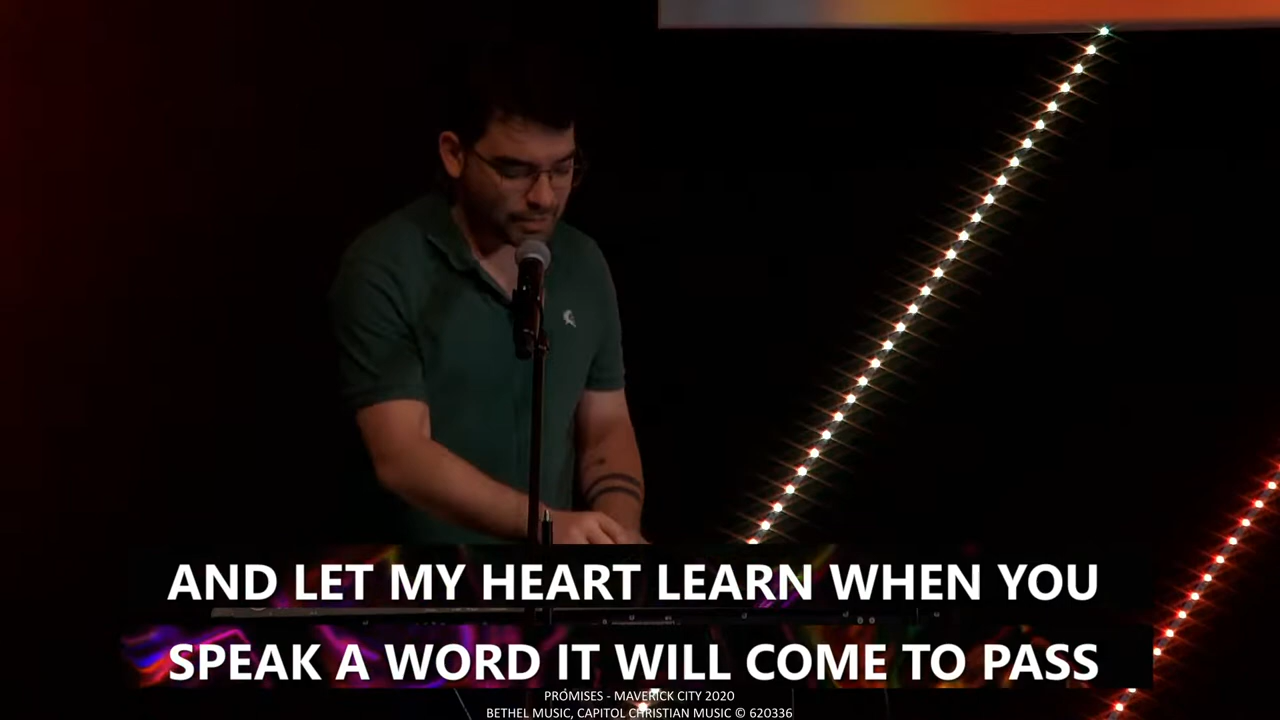 AND LET MY HEART LEARN WHEN YOU
SPEAK A WORD IT WILL COME TO PASS
PRÓMISES - MAVERICK CITY 2020
BETHEL MUSIC, CAPITOL CHRISTIAN MUSIC © 620336